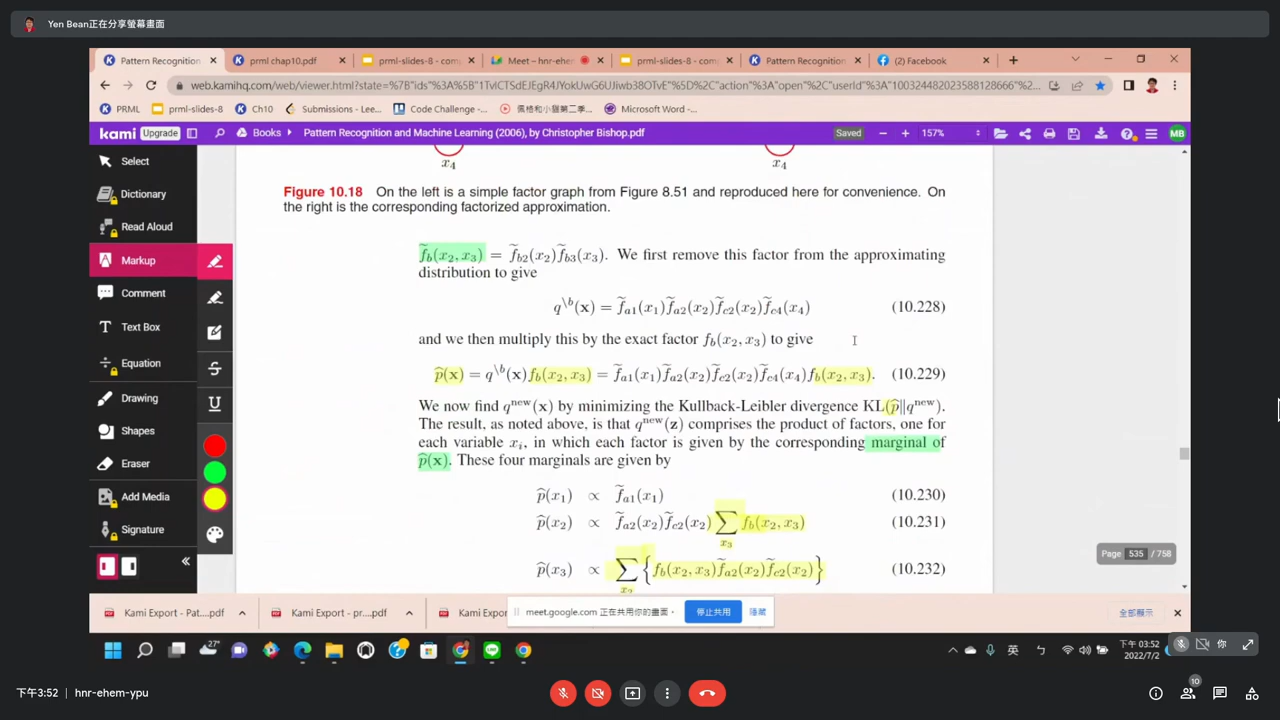 Yen Bean正在分享螢幕畫面
Pattern Recognition
prml chap10.pdf
prml-slides-8 - com
Meet – hnr-ehem
prml-slides-8 - com
Pattern Recognition
(2) Facebook
web.kamihq.com/web/viewer.html?state=%7B"ids"%3A%5B"1TvlCTSdEJEgR4JYokUwG6UJiwb38OTvE"%5D%2C"action"%3A"open"%2C"userId"%3A"100324482023588128666"%...
PRML
prml-slides-8
Ch10
Submissions - Lee...
Code Challenge -...
Microsoft Word -...
kami Upgrade
Books
Pattern Recognition and Machine Learning (2006), by Christopher Bishop.pdf
Saved
157%
MB
Select
Dictionary
Read Aloud
Markup
Comment
Text Box
Equation
Drawing
Shapes
Eraser
Add Media
Signature
x₄ x₄
Figure 10.18 On the left is a simple factor graph from Figure 8.51 and reproduced here for convenience. On
the right is the corresponding factorized approximation.
f̃b(x₂, x₃) = f̃b2(x₂)f̃b3(x₃). We first remove this factor from the approximating
distribution to give
q\b(x) = f̃a1(x₁)f̃a2(x₂)f̃c2(x₂)f̃c4(x₄) (10.228)
and we then multiply this by the exact factor fb(x₂, x₃) to give
p̂(x) = q\b(x)fb(x₂, x₃) = f̃a1(x₁)f̃a2(x₂)f̃c2(x₂)f̃c4(x₄)fb(x₂, x₃). (10.229)
We now find qnew(x) by minimizing the Kullback-Leibler divergence KL(p̂‖qnew).
The result, as noted above, is that qnew(z) comprises the product of factors, one for
each variable xi, in which each factor is given by the corresponding marginal of
p̂(x). These four marginals are given by
p̂(x₁) ∝ f̃a1(x₁) (10.230)
p̂(x₂) ∝ f̃a2(x₂)f̃c2(x₂) ∑x₃ fb(x₂, x₃) (10.231)
p̂(x₃) ∝ ∑x₂ {fb(x₂, x₃)f̃a2(x₂)f̃c2(x₂)} (10.232)
Page 535 / 758
Kami Export - Pat....pdf
Kami Export - pr....pdf
Kami Expo
meet.google.com 正在共用你的畫面。
停止共用
隱藏
全部顯示
27°
英
ㄅ
下午 03:52
2022/7/2
你
下午3:52
hnr-ehem-ypu
10